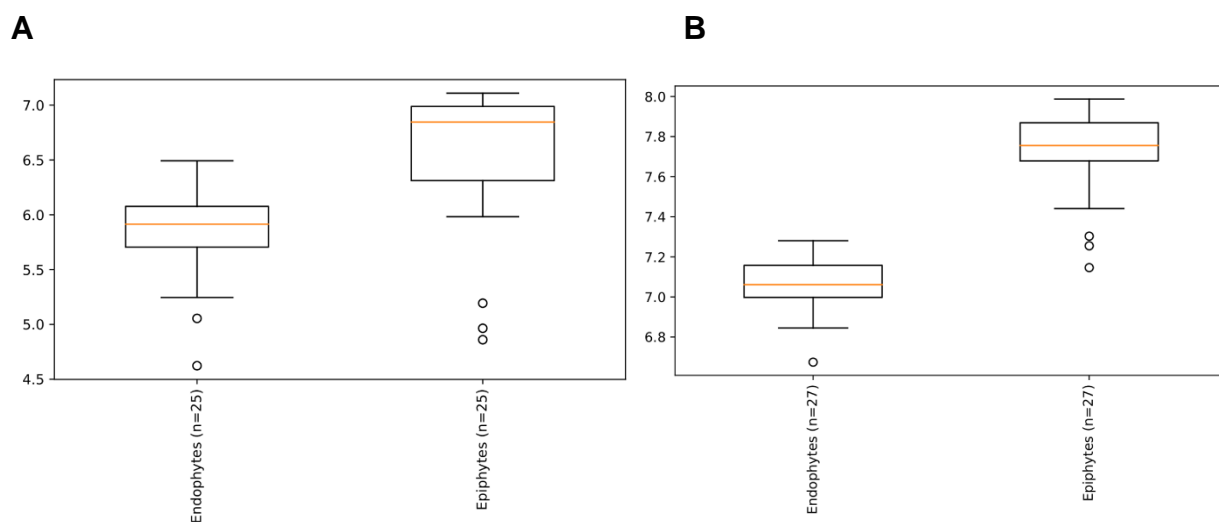 A
B
7.0
6.5
6.0
5.5
5.0
4.5
Endophytes (n=25)
Epiphytes (n=25)
8.0
7.8
7.6
7.4
7.2
7.0
6.8
Endophytes (n=27)
Epiphytes (n=27)